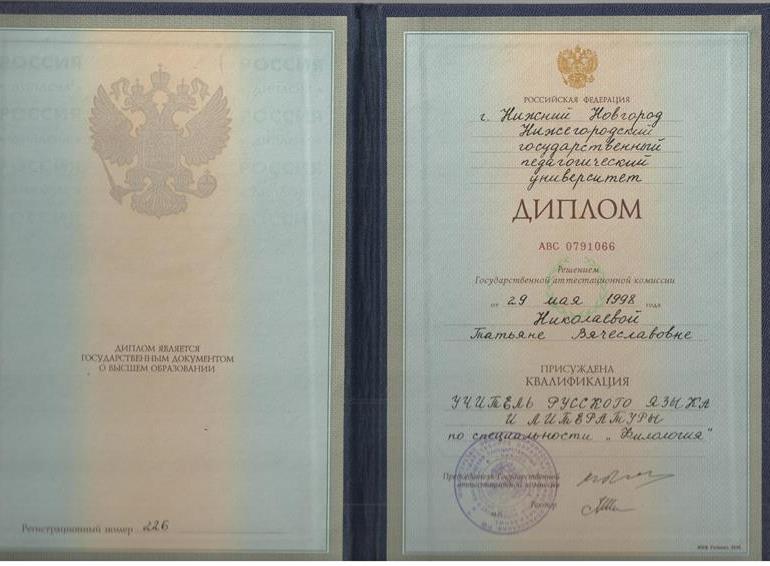 РОССИЯ
РОССИЯ
ДИПЛОМ ЯВЛЯЕТСЯ
ГОСУДАРСТВЕННЫМ ДОКУМЕНТОМ
О ВЫСШЕМ ОБРАЗОВАНИИ
Регистрационный номер 226
РОССИЙСКАЯ ФЕДЕРАЦИЯ
г. Нижний Новгород
Нижегородский
государственный
педагогический
университет
ДИПЛОМ
АВС 0791066
Решением
Государственной аттестационной комиссии
от 29 мая 1998 года
Николаевой
Татьяне Вячеславовне
ПРИСУЖДЕНА
КВАЛИФИКАЦИЯ
УЧИТЕЛЬ РУССКОГО ЯЗЫКА
И ЛИТЕРАТУРЫ
по специальности „Филология"
Председатель Государственной
аттестационной комиссии
Ректор